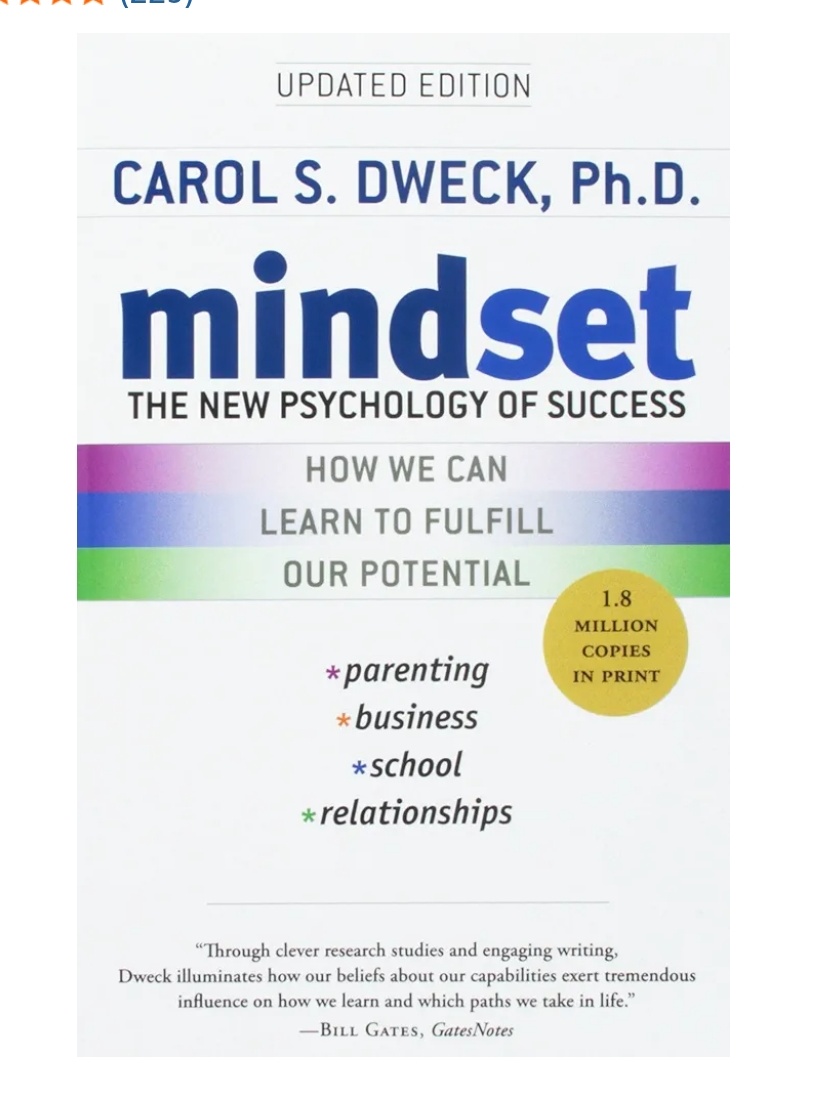 UPDATED EDITION
CAROL S. DWECK, Ph.D.
mindset
THE NEW PSYCHOLOGY OF SUCCESS
HOW WE CAN
LEARN TO FULFILL
OUR POTENTIAL
1.8
MILLION
COPIES
IN PRINT
*parenting
*business
*school
*relationships
“Through clever research studies and engaging writing,
Dweck illuminates how our beliefs about our capabilities exert tremendous
influence on how we learn and which paths we take in life.”
—BILL GATES, GatesNotes